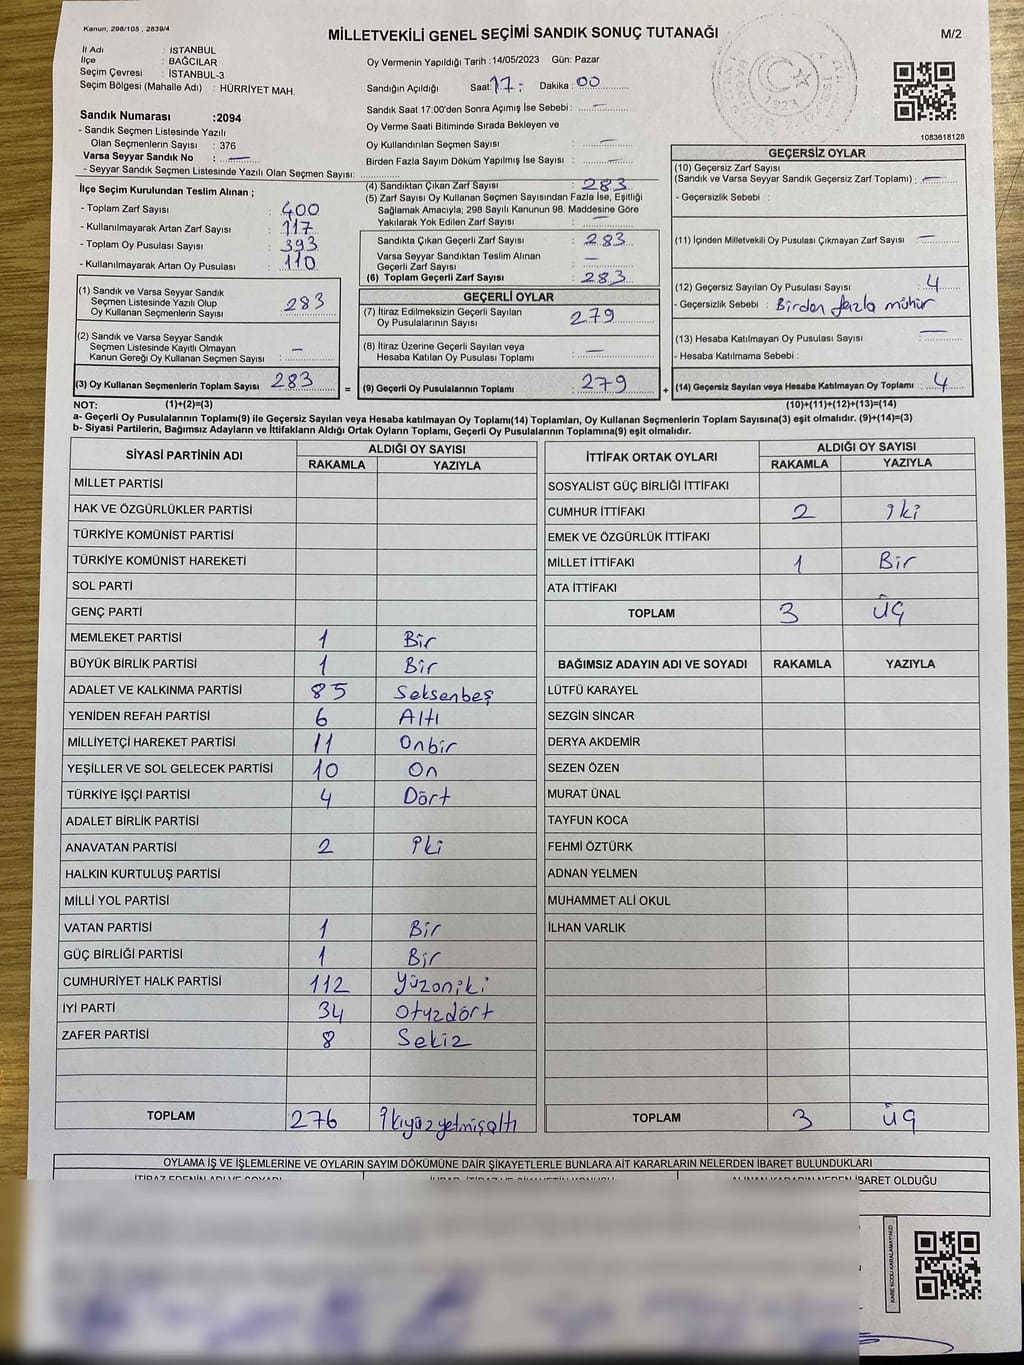 Kanun; 298/105 , 2839/4
MİLLETVEKİLİ GENEL SEÇİMİ SANDIK SONUÇ TUTANAĞI
M/2
İl Adı : İSTANBUL
İlçe : BAĞCILAR
Seçim Çevresi : İSTANBUL-3
Seçim Bölgesi (Mahalle Adı) : HÜRRİYET MAH.
Sandık Numarası :2094
- Sandık Seçmen Listesinde Yazılı
Olan Seçmenlerin Sayısı : 376
Varsa Seyyar Sandık No : —
- Seyyar Sandık Seçmen Listesinde Yazılı Olan Seçmen Sayısı:
Oy Vermenin Yapıldığı Tarih :14/05/2023 Gün: Pazar
Sandığın Açıldığı Saat: 17: Dakika : 00
Sandık Saat 17:00'den Sonra Açımış İse Sebebi : —
Oy Verme Saati Bitiminde Sırada Bekleyen ve
Oy Kullandırılan Seçmen Sayısı : —
Birden Fazla Sayım Döküm Yapılmış İse Sayısı : —
1083618128
İlçe Seçim Kurulundan Teslim Alınan ;
- Toplam Zarf Sayısı : 400
- Kullanılmayarak Artan Zarf Sayısı : 117
- Toplam Oy Pusulası Sayısı : 393
- Kullanılmayarak Artan Oy Pusulası : 110
(1) Sandık ve Varsa Seyyar Sandık
Seçmen Listesinde Yazılı Olup
Oy Kullanan Seçmenlerin Sayısı : 283
(2) Sandık ve Varsa Seyyar Sandık
Seçmen Listesinde Kayıtlı Olmayan
Kanun Gereği Oy Kullanan Seçmen Sayısı : —
(3) Oy Kullanan Seçmenlerin Toplam Sayısı : 283
(1)+(2)=(3)
(4) Sandıktan Çıkan Zarf Sayısı : 283
(5) Zarf Sayısı Oy Kullanan Seçmen Sayısından Fazla İse, Eşitliği
Sağlamak Amacıyla; 298 Sayılı Kanunun 98. Maddesine Göre
Yakılarak Yok Edilen Zarf Sayısı : —
Sandıkta Çıkan Geçerli Zarf Sayısı : 283
Varsa Seyyar Sandıktan Teslim Alınan
Geçerli Zarf Sayısı : —
(6) Toplam Geçerli Zarf Sayısı : 283
GEÇERLİ OYLAR
(7) İtiraz Edilmeksizin Geçerli Sayılan
Oy Pusulalarının Sayısı : 279
(8) İtiraz Üzerine Geçerli Sayılan veya
Hesaba Katılan Oy Pusulası Toplamı : —
=
(9) Geçerli Oy Pusulalarının Toplamı : 279
+
GEÇERSİZ OYLAR
(10) Geçersiz Zarf Sayısı
(Sandık ve Varsa Seyyar Sandık Geçersiz Zarf Toplamı) : —
- Geçersizlik Sebebi :
(11) İçinden Milletvekili Oy Pusulası Çıkmayan Zarf Sayısı : —
(12) Geçersiz Sayılan Oy Pusulası Sayısı : 4
- Geçersizlik Sebebi : Birden fazla mühür
(13) Hesaba Katılmayan Oy Pusulası Sayısı : —
- Hesaba Katılmama Sebebi :
(14) Geçersiz Sayılan veya Hesaba Katılmayan Oy Toplamı : 4
(10)+(11)+(12)+(13)=(14)
NOT:
a- Geçerli Oy Pusulalarının Toplamı(9) ile Geçersiz Sayılan veya Hesaba katılmayan Oy Toplamı(14) Toplamları, Oy Kullanan Seçmenlerin Toplam Sayısına(3) eşit olmalıdır. (9)+(14)=(3)
b- Siyasi Partilerin, Bağımsız Adayların ve İttifakların Aldığı Ortak Oyların Toplamı, Geçerli Oy Pusulalarının Toplamına(9) eşit olmalıdır.
SİYASİ PARTİNİN ADI ALDIĞI OY SAYISI
RAKAMLA YAZIYLA
MİLLET PARTİSİ
HAK VE ÖZGÜRLÜKLER PARTİSİ
TÜRKİYE KOMÜNİST PARTİSİ
TÜRKİYE KOMÜNİST HAREKETİ
SOL PARTİ
GENÇ PARTİ
MEMLEKET PARTİSİ 1 Bir
BÜYÜK BİRLİK PARTİSİ 1 Bir
ADALET VE KALKINMA PARTİSİ 85 Seksenbeş
YENİDEN REFAH PARTİSİ 6 Altı
MİLLİYETÇİ HAREKET PARTİSİ 11 Onbir
YEŞİLLER VE SOL GELECEK PARTİSİ 10 On
TÜRKİYE İŞÇİ PARTİSİ 4 Dört
ADALET BİRLİK PARTİSİ
ANAVATAN PARTİSİ 2 İki
HALKIN KURTULUŞ PARTİSİ
MİLLİ YOL PARTİSİ
VATAN PARTİSİ 1 Bir
GÜÇ BİRLİĞİ PARTİSİ 1 Bir
CUMHURİYET HALK PARTİSİ 112 Yüzoniki
İYİ PARTİ 34 Otuzdört
ZAFER PARTİSİ 8 Sekiz
TOPLAM 276 İkiyüzyetmişaltı
İTTİFAK ORTAK OYLARI ALDIĞI OY SAYISI
RAKAMLA YAZIYLA
SOSYALİST GÜÇ BİRLİĞİ İTTİFAKI
CUMHUR İTTİFAKI 2 İki
EMEK VE ÖZGÜRLÜK İTTİFAKI
MİLLET İTTİFAKI 1 Bir
ATA İTTİFAKI
TOPLAM 3 Üç
BAĞIMSIZ ADAYIN ADI VE SOYADI RAKAMLA YAZIYLA
LÜTFÜ KARAYEL
SEZGİN SİNCAR
DERYA AKDEMİR
SEZEN ÖZEN
MURAT ÜNAL
TAYFUN KOCA
FEHMİ ÖZTÜRK
ADNAN YELMEN
MUHAMMET ALİ OKUL
İLHAN VARLIK
TOPLAM 3 Üç
OYLAMA İŞ VE İŞLEMLERİNE VE OYLARIN SAYIM DÖKÜMÜNE DAİR ŞİKAYETLERLE BUNLARA AİT KARARLARIN NELERDEN İBARET BULUNDUKLARI
İTİRAZ EDENİN ADI VE SOYADI İHBAR, İTİRAZ VE ŞİKAYETİN KONUSU ALINAN KARARIN NEDEN İBARET OLDUĞU
KARE KODU KARALAMAYINIZ!